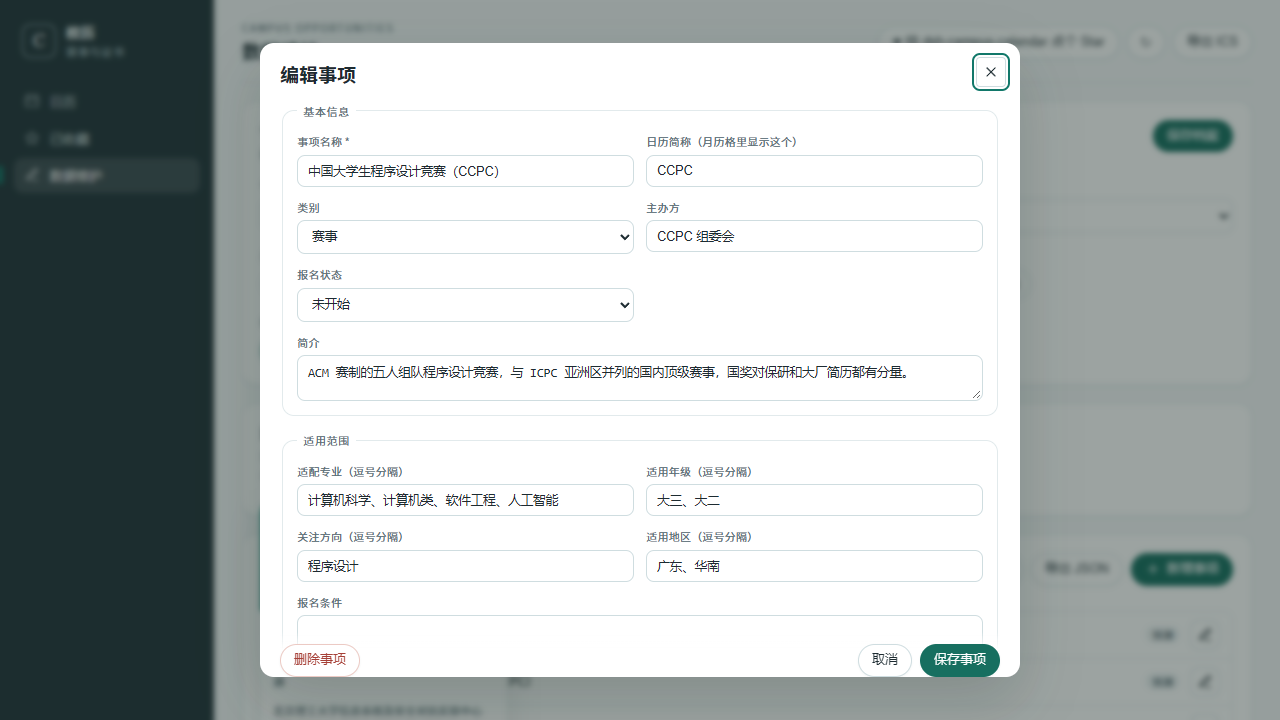 CAMPUS OPPORTUNITIES
编辑事项
基本信息
事项名称 *
日历简称（月历格里显示这个）
中国大学生程序设计竞赛（CCPC）
CCPC
类别
主办方
赛事
CCPC 组委会
报名状态
未开始
简介
ACM 赛制的五人组队程序设计竞赛，与 ICPC 亚洲区并列的国内顶级赛事，国奖对保研和大厂简历都有分量。
适用范围
适配专业（逗号分隔）
适用年级（逗号分隔）
计算机科学、计算机类、软件工程、人工智能
大三、大二
关注方向（逗号分隔）
适用地区（逗号分隔）
程序设计
广东、华南
报名条件
删除事项
取消
保存事项